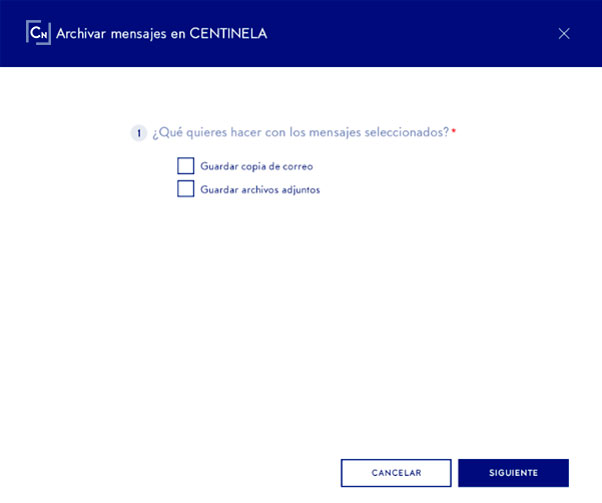 CN Archivar mensajes en CENTINELA
1 ¿Qué quieres hacer con los mensajes seleccionados? *
Guardar copia de correo
Guardar archivos adjuntos
CANCELAR SIGUIENTE